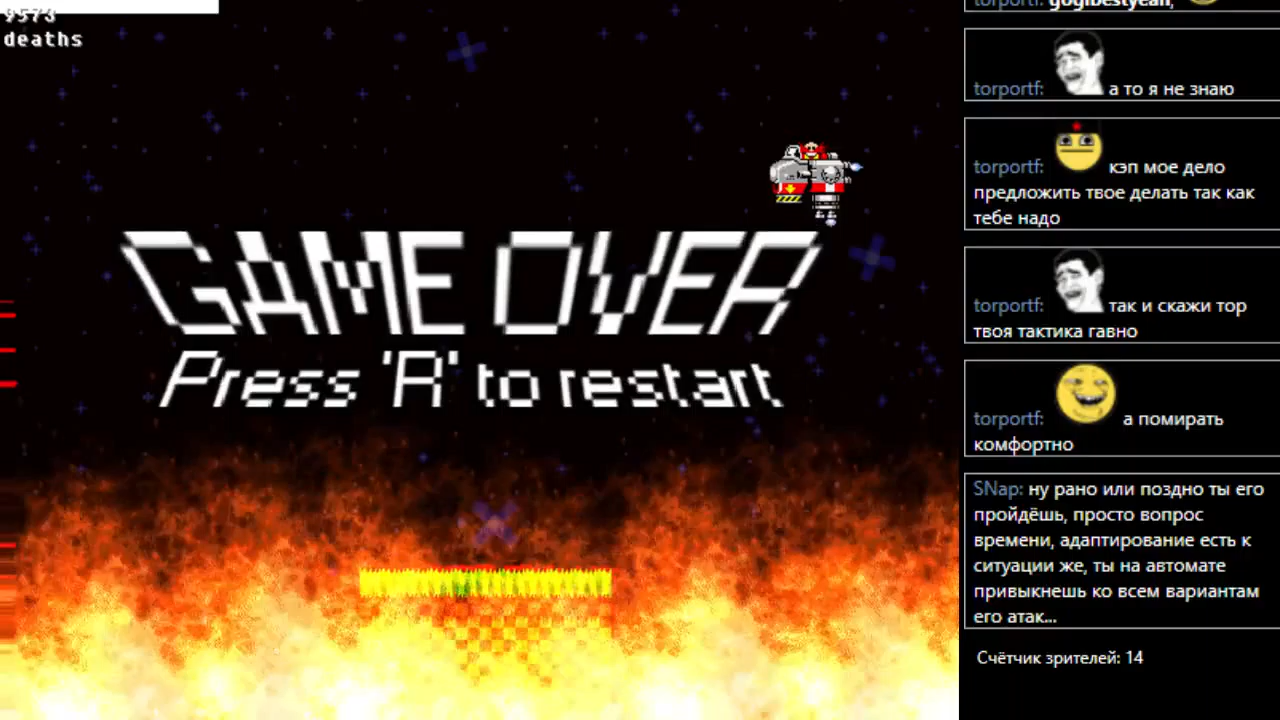 9573
deaths
GAME OVER
Press 'R' to restart
torportf: gogibestyeah,
torportf: а то я не знаю
torportf: кэп мое дело
предложить твое делать так как
тебе надо
torportf: так и скажи тор
твоя тактика гавно
torportf: а помирать
комфортно
SNap: ну рано или поздно ты его
пройдёшь, просто вопрос
времени, адаптирование есть к
ситуации же, ты на автомате
привыкнешь ко всем вариантам
его атак...
Счётчик зрителей: 14